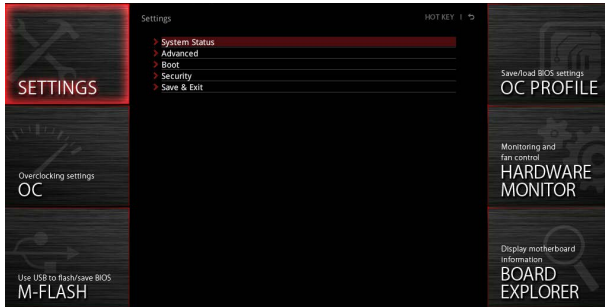 Settings
HOT KEY |
System Status
Advanced
Boot
Security
Save & Exit
SETTINGS
Overclocking settings
OC
Use USB to flash/save BIOS
M-FLASH
Save/load BIOS settings
OC PROFILE
Monitoring and
fan control
HARDWARE
MONITOR
Display motherboard
information
BOARD
EXPLORER